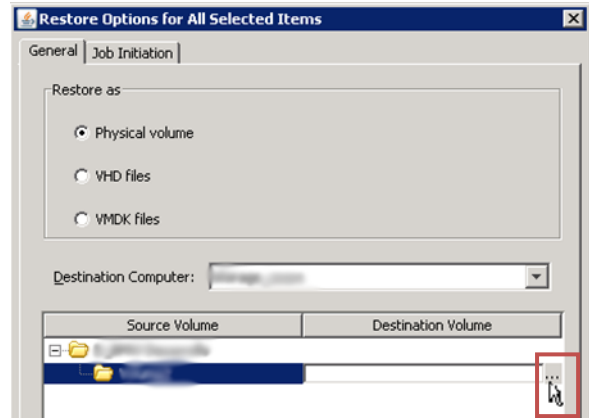 Restore Options for All Selected Items
General Job Initiation
Restore as
Physical volume
VHD files
VMDK files
Destination Computer:
Source Volume Destination Volume
...